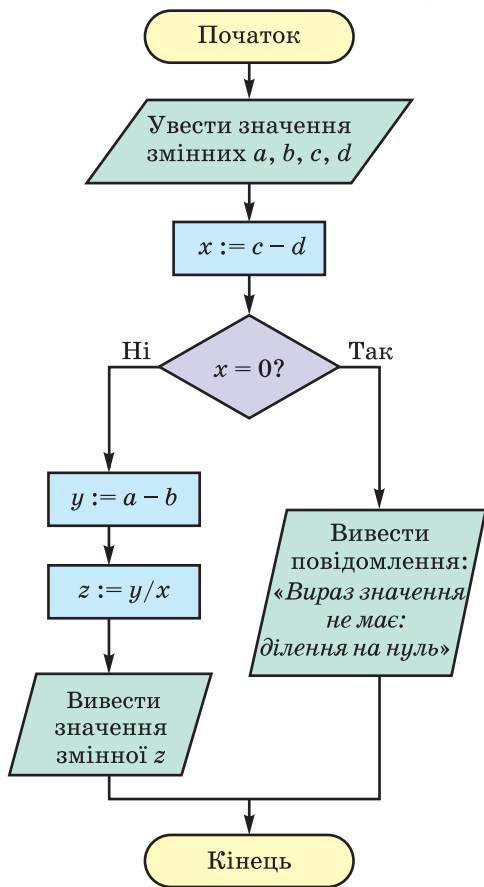 Початок
Увести значення
змінних a, b, c, d
x := c – d
x = 0?
Ні
Так
y := a – b
z := y/x
Вивести
значення
змінної z
Вивести
повідомлення:
«Вираз значення
не має:
ділення на нуль»
Кінець